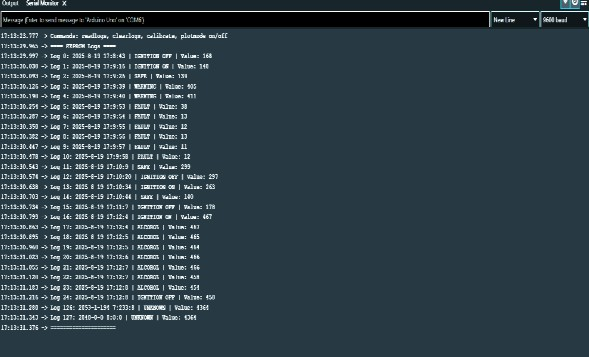 Output Serial Monitor X
Message (Enter to send message to 'Arduino Uno' on 'COM6')
New Line
9600 baud
17:13:23.777 -> Commands: readlogs, clearlogs, calibrate, plotmode on/off
17:13:29.965 -> ==== EEPROM Logs ====
17:13:29.997 -> Log 0: 2025-8-19 17:8:43 | IGNITION OFF | Value: 168
17:13:30.030 -> Log 1: 2025-8-19 17:9:15 | IGNITION ON | Value: 140
17:13:30.093 -> Log 2: 2025-8-19 17:9:25 | SAFE | Value: 139
17:13:30.125 -> Log 3: 2025-8-19 17:9:39 | WARNING | Value: 405
17:13:30.190 -> Log 4: 2025-8-19 17:9:40 | WARNING | Value: 411
17:13:30.254 -> Log 5: 2025-8-19 17:9:53 | FAULT | Value: 38
17:13:30.287 -> Log 6: 2025-8-19 17:9:54 | FAULT | Value: 13
17:13:30.350 -> Log 7: 2025-8-19 17:9:55 | FAULT | Value: 12
17:13:30.382 -> Log 8: 2025-8-19 17:9:56 | FAULT | Value: 13
17:13:30.447 -> Log 9: 2025-8-19 17:9:57 | FAULT | Value: 11
17:13:30.478 -> Log 10: 2025-8-19 17:9:58 | FAULT | Value: 12
17:13:30.543 -> Log 11: 2025-8-19 17:10:9 | SAFE | Value: 299
17:13:30.574 -> Log 12: 2025-8-19 17:10:20 | IGNITION OFF | Value: 297
17:13:30.638 -> Log 13: 2025-8-19 17:10:34 | IGNITION ON | Value: 263
17:13:30.703 -> Log 14: 2025-8-19 17:10:44 | SAFE | Value: 180
17:13:30.734 -> Log 15: 2025-8-19 17:11:7 | IGNITION OFF | Value: 178
17:13:30.799 -> Log 16: 2025-8-19 17:12:4 | IGNITION ON | Value: 467
17:13:30.863 -> Log 17: 2025-8-19 17:12:4 | ALCOHOL | Value: 467
17:13:30.895 -> Log 18: 2025-8-19 17:12:5 | ALCOHOL | Value: 465
17:13:30.960 -> Log 19: 2025-8-19 17:12:5 | ALCOHOL | Value: 464
17:13:31.023 -> Log 20: 2025-8-19 17:12:6 | ALCOHOL | Value: 466
17:13:31.055 -> Log 21: 2025-8-19 17:12:7 | ALCOHOL | Value: 466
17:13:31.120 -> Log 22: 2025-8-19 17:12:7 | ALCOHOL | Value: 458
17:13:31.183 -> Log 23: 2025-8-19 17:12:8 | ALCOHOL | Value: 454
17:13:31.215 -> Log 24: 2025-8-19 17:12:8 | IGNITION OFF | Value: 450
17:13:31.280 -> Log 126: 2053-1-194 7:233:8 | UNKNOWN | Value: 4364
17:13:31.343 -> Log 127: 2048-0-0 8:0:0 | UNKNOWN | Value: 4364
17:13:31.376 -> =====================